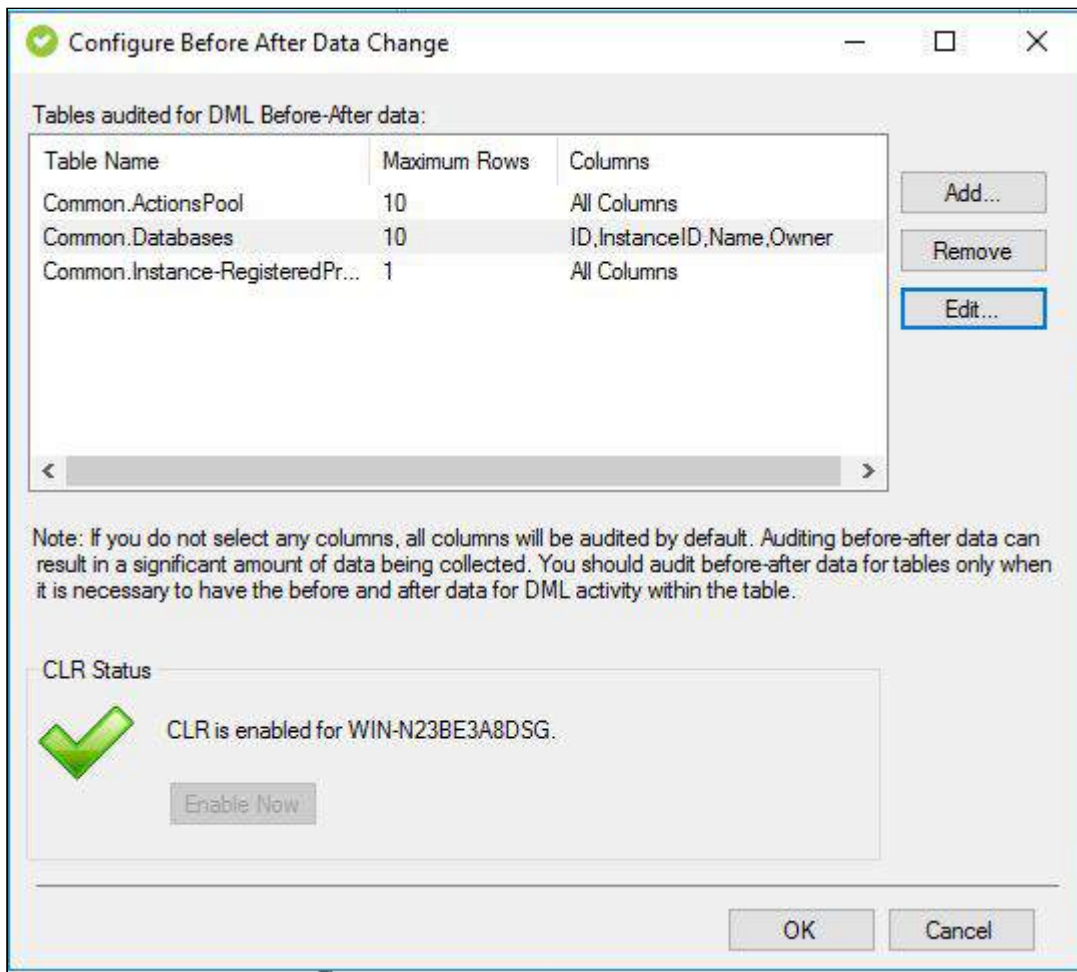 Configure Before After Data Change
Tables audited for DML Before-After data:
Table Name Maximum Rows Columns
Common.ActionsPool 10 All Columns
Common.Databases 10 ID,InstanceID,Name,Owner
Common.Instance-RegisteredPr... 1 All Columns
Add...
Remove
Edit...
Note: If you do not select any columns, all columns will be audited by default. Auditing before-after data can
result in a significant amount of data being collected. You should audit before-after data for tables only when
it is necessary to have the before and after data for DML activity within the table.
CLR Status
CLR is enabled for WIN-N23BE3A8DSG.
Enable Now
OK Cancel